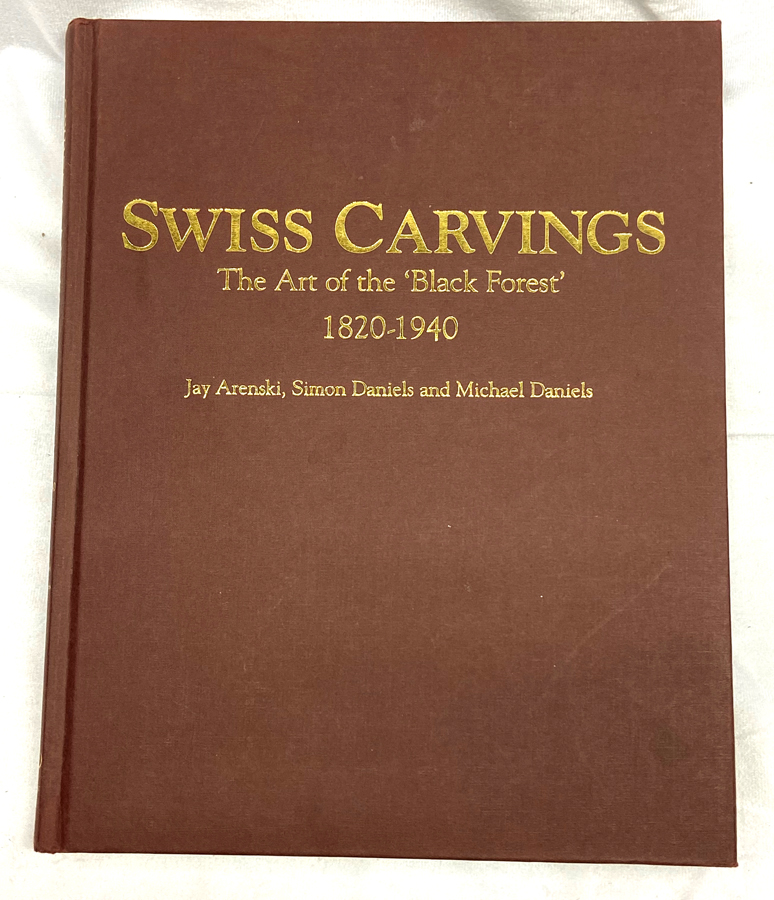 SWISS CARVINGS
The Art of the ‘Black Forest’
1820-1940
Jay Arenski, Simon Daniels and Michael Daniels